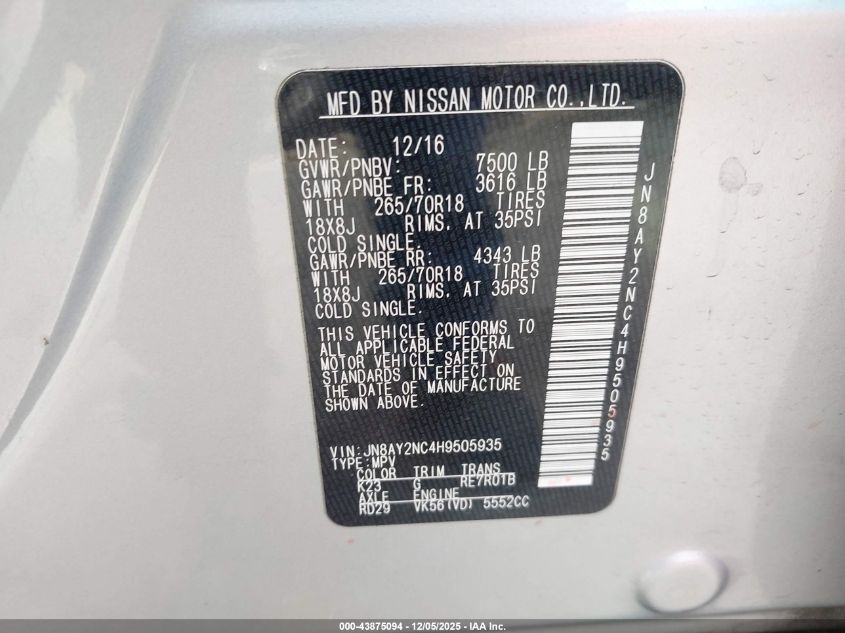 MFD BY NISSAN MOTOR CO.,LTD.
DATE: 12/16
GVWR/PNBV: 7500 LB
GAWR/PNBE FR: 3616 LB
WITH 265/70R18 TIRES
18X8J RIMS, AT 35PSI
COLD SINGLE.
GAWR/PNBE RR: 4343 LB
WITH 265/70R18 TIRES
18X8J RIMS, AT 35PSI
COLD SINGLE.
THIS VEHICLE CONFORMS TO
ALL APPLICABLE FEDERAL
MOTOR VEHICLE SAFETY
STANDARDS IN EFFECT ON
THE DATE OF MANUFACTURE
SHOWN ABOVE.
VIN:JN8AY2NC4H9505935
TYPE:MPV
COLOR TRIM TRANS
K23 G RE7R01B
AXLE ENGINE
RD29 VK56(VD) 5552CC
JN8AY2NC4H9505935
000-43875094 - 12/05/2025 - IAA Inc.